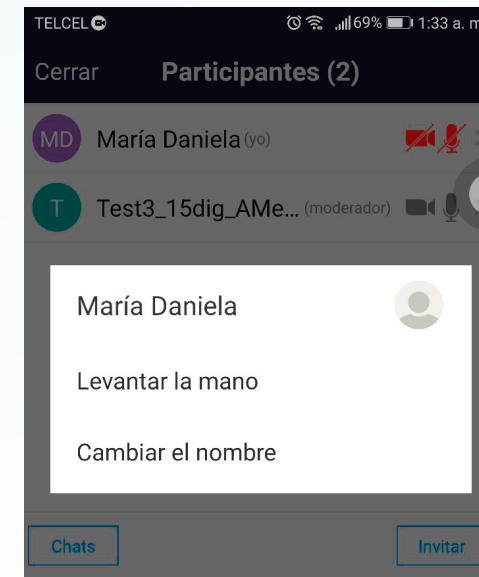 TELCEL 69% 1:33 a. m
Cerrar Participantes (2)
MD María Daniela (yo)
T Test3_15dig_AMe... (moderador)
María Daniela
Levantar la mano
Cambiar el nombre
Chats Invitar